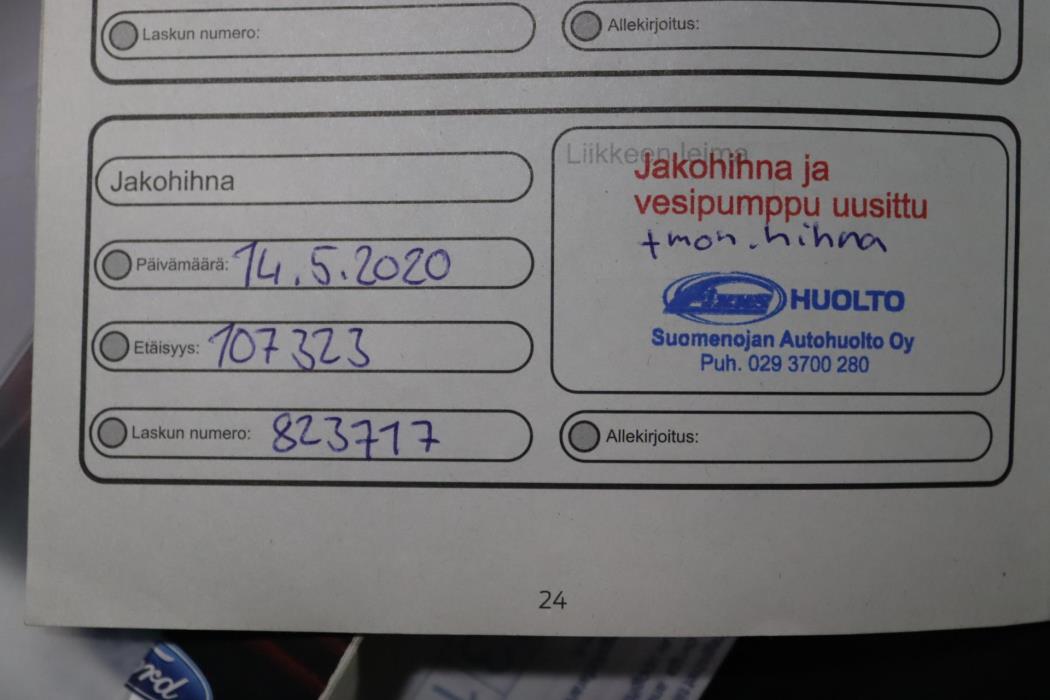 Laskun numero:
Allekirjoitus:
Jakohihna
Päivämäärä: 14.5.2020
Etäisyys: 107323
Laskun numero: 823717
Liikkeen leima
Jakohihna ja
vesipumppu uusittu
+ mon. hihna
HUOLTO
Suomenojan Autohuolto Oy
Puh. 029 3700 280
Allekirjoitus:
24